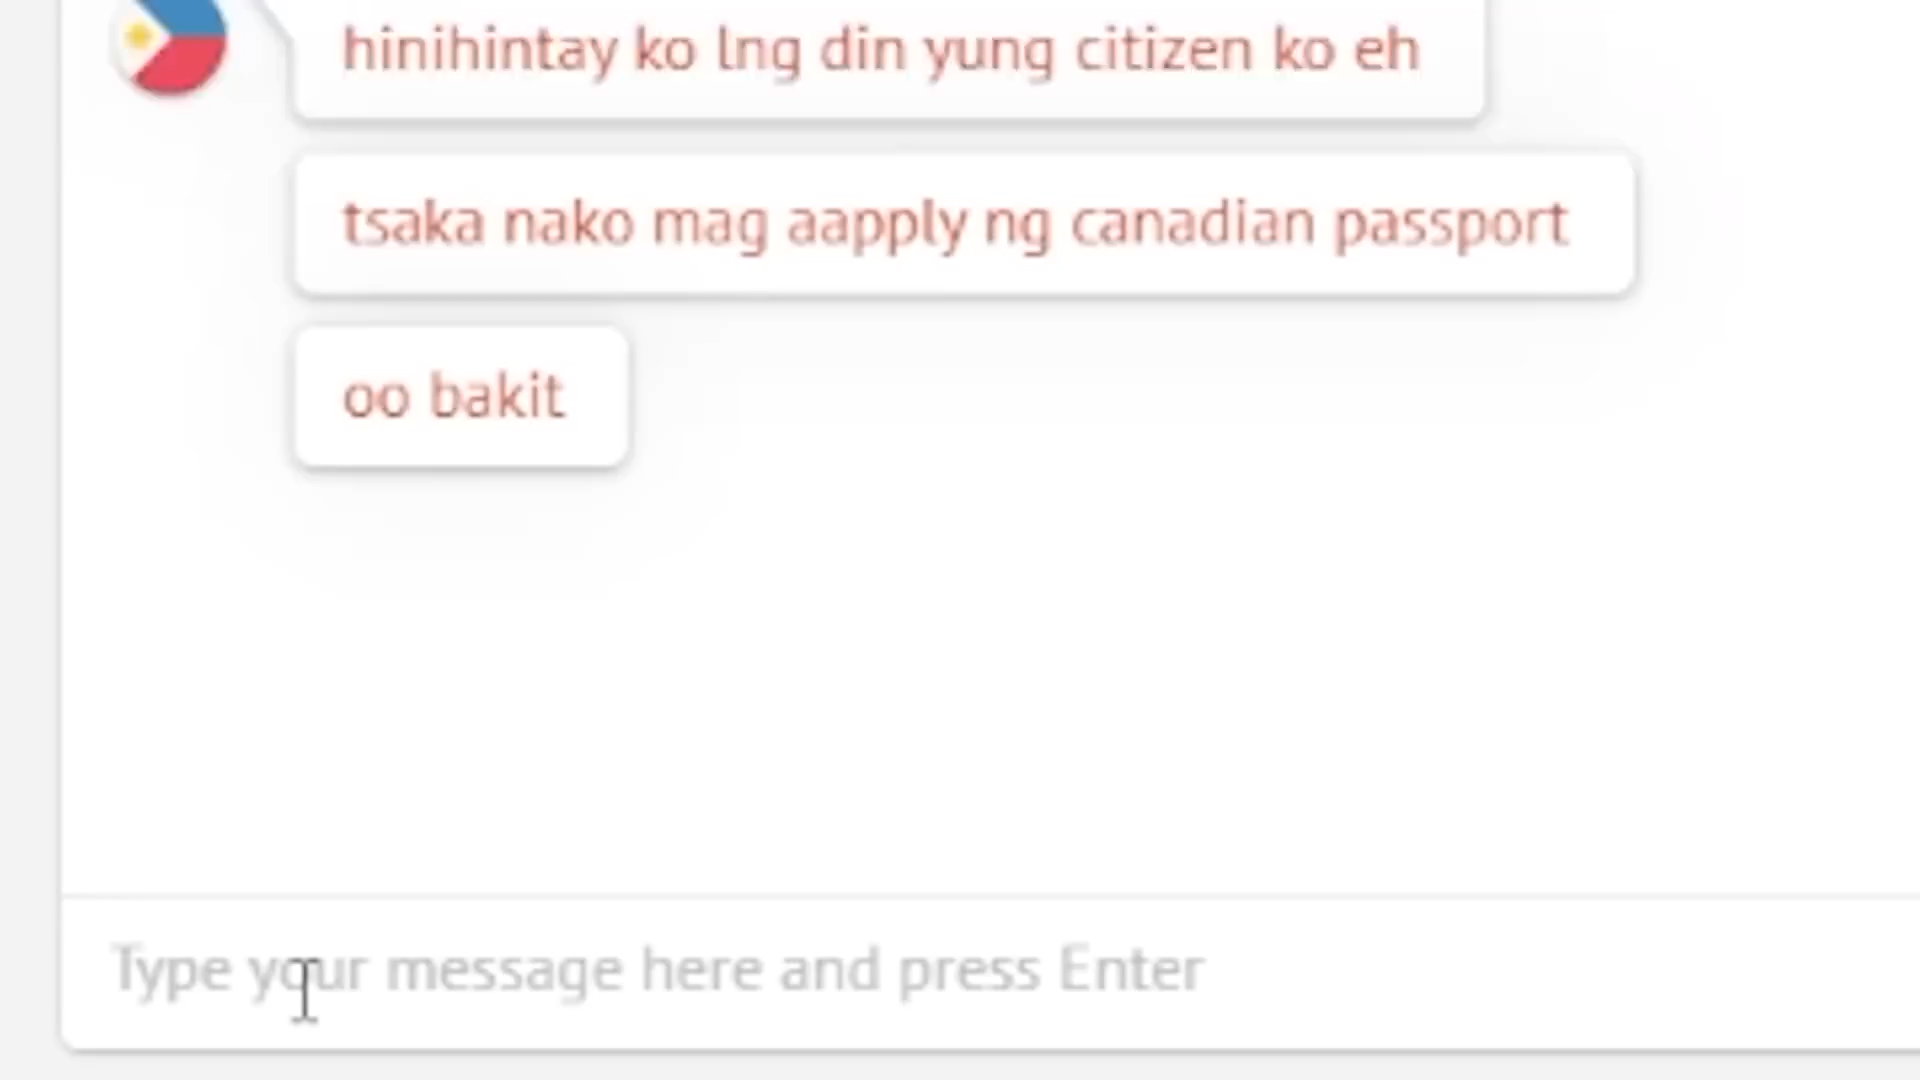 hinihintay ko lng din yung citizen ko eh
tsaka nako mag aapply ng canadian passport
oo bakit
Type your message here and press Enter